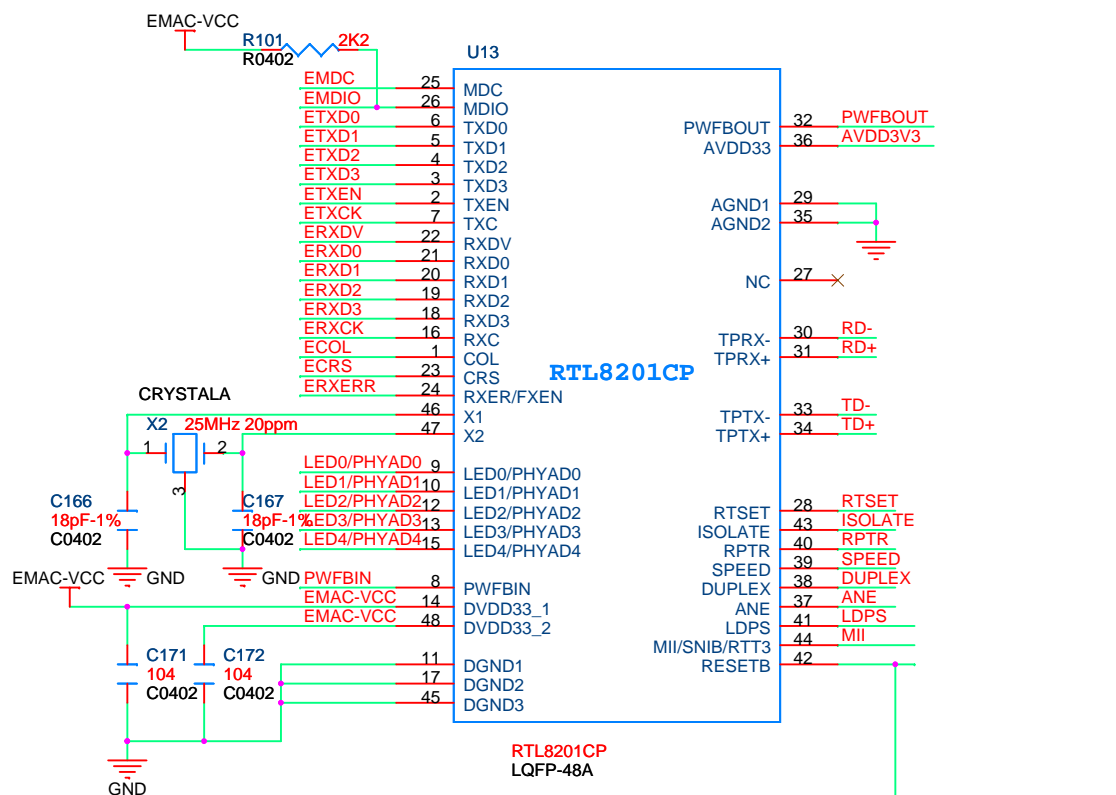 EMAC-VCC
R101 2K2
R0402
U13
EMDC 25 MDC
EMDIO 26 MDIO
ETXD0 6 TXD0
ETXD1 5 TXD1
ETXD2 4 TXD2
ETXD3 3 TXD3
ETXEN 2 TXEN
ETXCK 7 TXC
ERXDV 22 RXDV
ERXD0 21 RXD0
ERXD1 20 RXD1
ERXD2 19 RXD2
ERXD3 18 RXD3
ERXCK 16 RXC
ECOL 1 COL
ECRS 23 CRS
ERXERR 24 RXER/FXEN
46 X1
47 X2
CRYSTALA
X2 25MHz 20ppm
1 2
3
C166
18pF-1%
C0402
C167
18pF-1%
C0402
GND
GND
LED0/PHYAD0 9 LED0/PHYAD0
LED1/PHYAD1 10 LED1/PHYAD1
LED2/PHYAD2 12 LED2/PHYAD2
LED3/PHYAD3 13 LED3/PHYAD3
LED4/PHYAD4 15 LED4/PHYAD4
EMAC-VCC
PWFBIN 8 PWFBIN
EMAC-VCC 14 DVDD33_1
EMAC-VCC 48 DVDD33_2
C171
104
C0402
C172
104
C0402
11 DGND1
17 DGND2
45 DGND3
GND
RTL8201CP
PWFBOUT 32 PWFBOUT
AVDD33 36 AVDD3V3
AGND1 29
AGND2 35
NC 27
TPRX- 30 RD-
TPRX+ 31 RD+
TPTX- 33 TD-
TPTX+ 34 TD+
RTSET 28 RTSET
ISOLATE 43 ISOLATE
RPTR 40 RPTR
SPEED 39 SPEED
DUPLEX 38 DUPLEX
ANE 37 ANE
LDPS 41 LDPS
MII/SNIB/RTT3 44 MII
RESETB 42
RTL8201CP
LQFP-48A